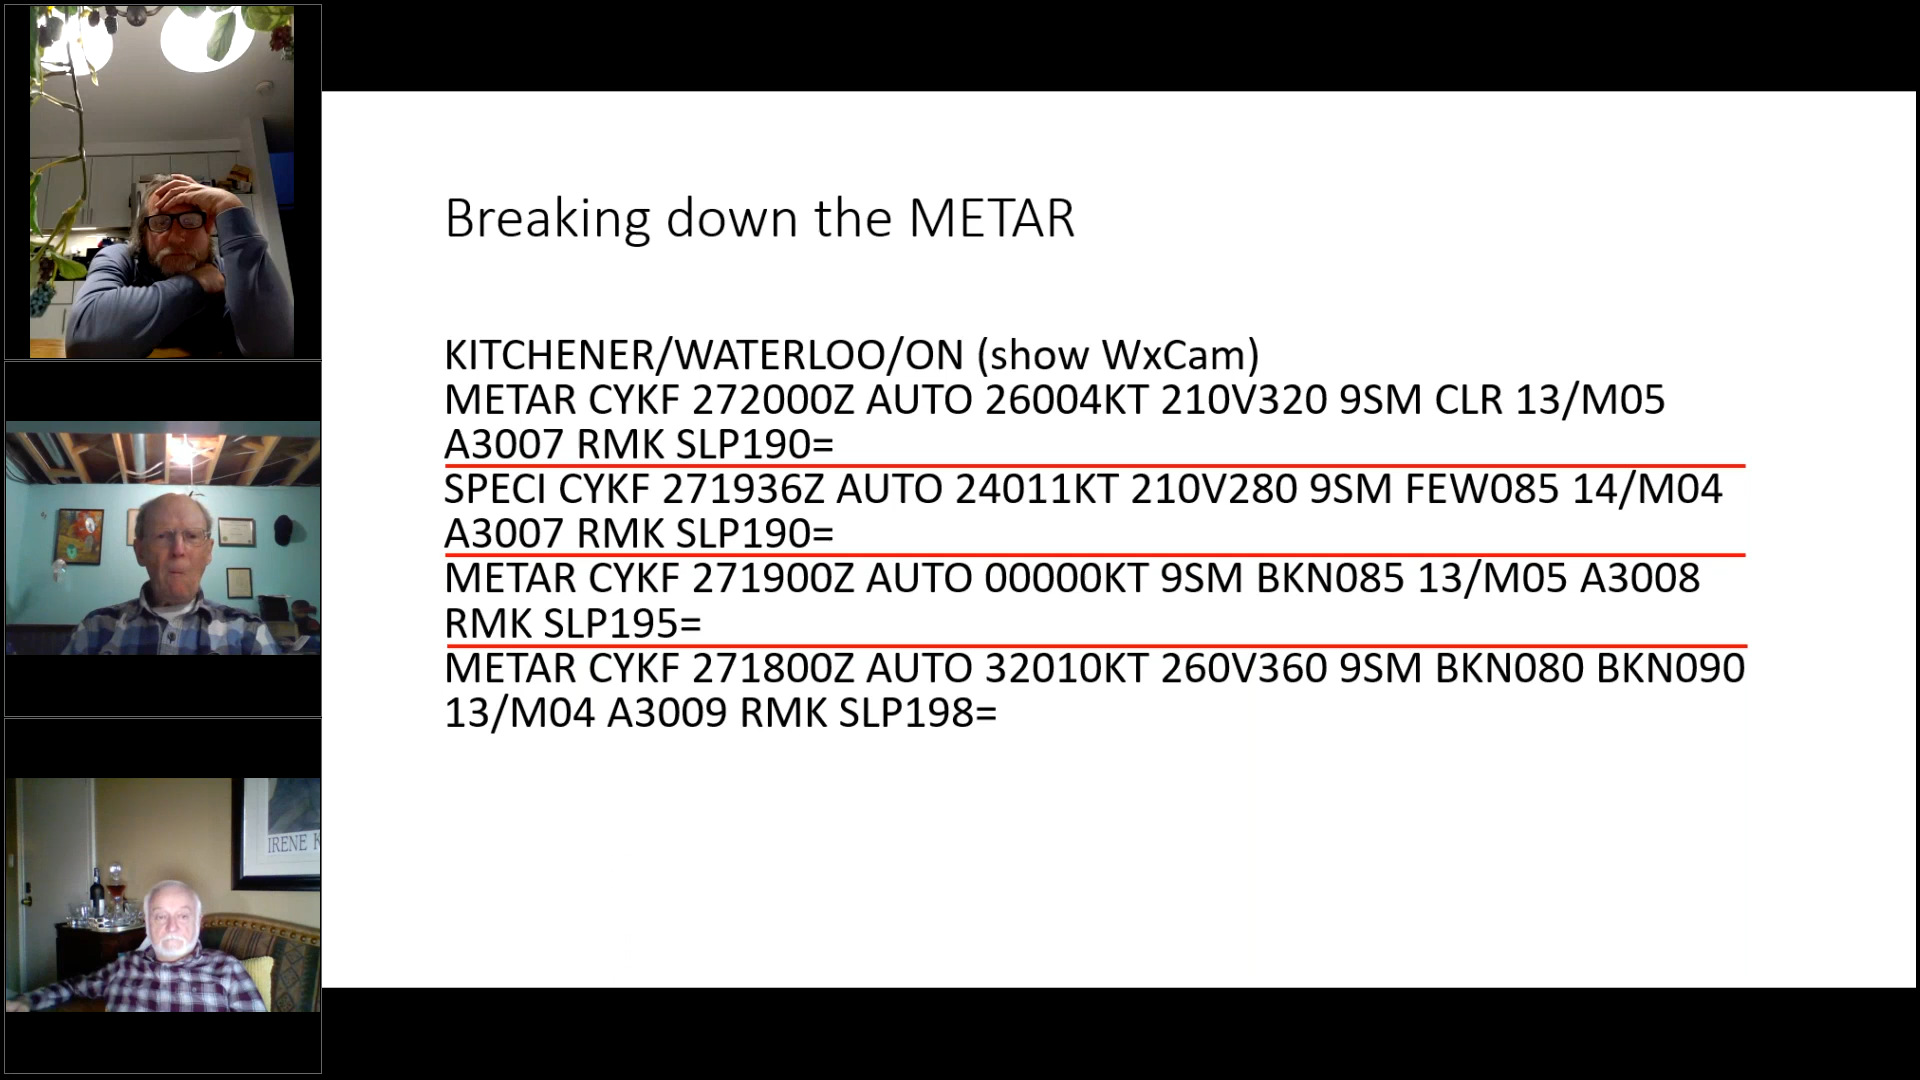 Breaking down the METAR
KITCHENER/WATERLOO/ON (show WxCam)
METAR CYKF 272000Z AUTO 26004KT 210V320 9SM CLR 13/M05
A3007 RMK SLP190=
SPECI CYKF 271936Z AUTO 24011KT 210V280 9SM FEW085 14/M04
A3007 RMK SLP190=
METAR CYKF 271900Z AUTO 00000KT 9SM BKN085 13/M05 A3008
RMK SLP195=
METAR CYKF 271800Z AUTO 32010KT 260V360 9SM BKN080 BKN090
13/M04 A3009 RMK SLP198=
IRENE K